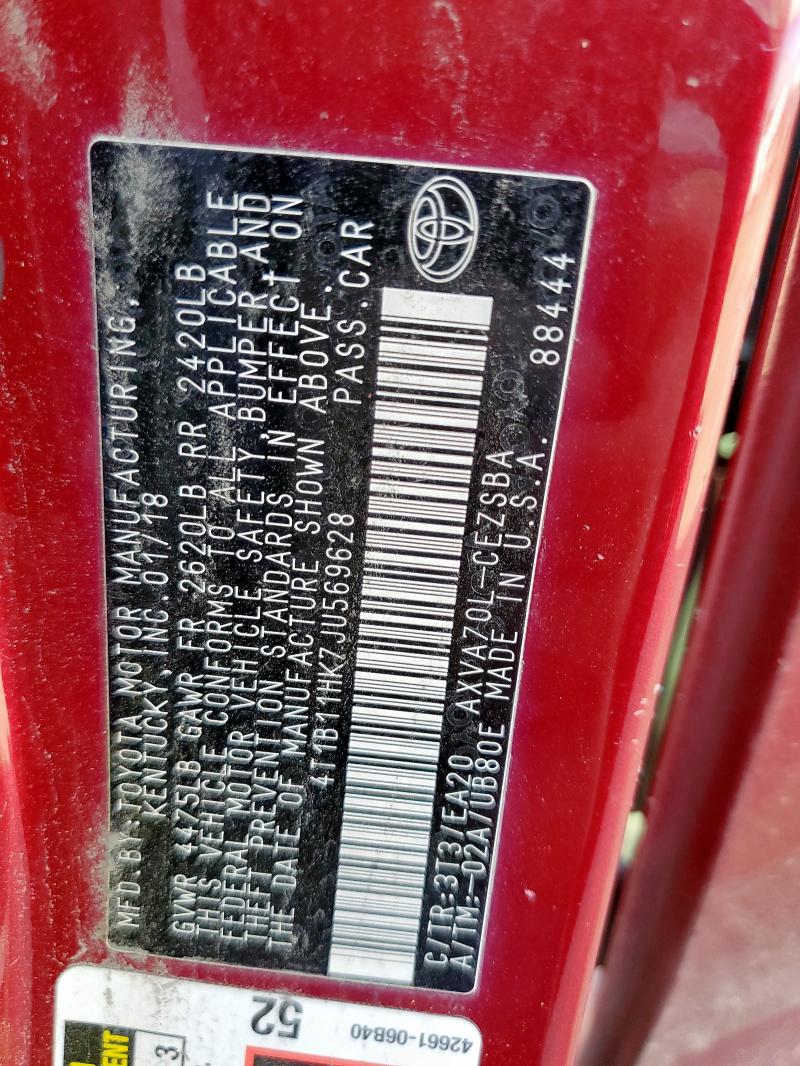 MFD.BY:TOYOTA MOTOR MANUFACTURING,
KENTUCKY,INC.01/18
GVWR 4475LB GAWR FR 2620LB RR 2420LB
THIS VEHICLE CONFORMS TO ALL APPLICABLE
FEDERAL MOTOR VEHICLE SAFETY,BUMPER,AND
THEFT PREVENTION STANDARDS IN EFFECT ON
THE DATE OF MANUFACTURE SHOWN ABOVE.
4T1B11HKZJU569628 PASS.CAR
C/TR:3T3/EA20 AXVA70L-CEZSBA
A/TM:-02A/UB80E MADE IN U.S.A. 88444
52
42661-06B40
3